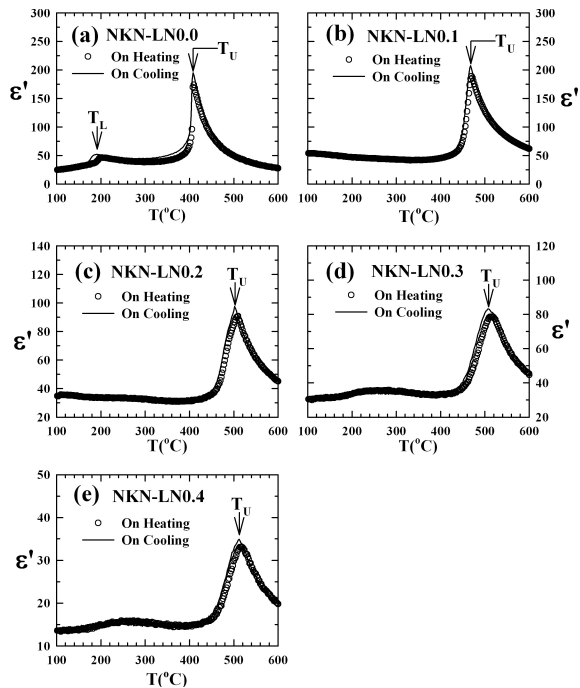 (a) NKN-LN0.0
On Heating
On Cooling
T_L
T_U
ε'
300
250
200
150
100
50
0
100 200 300 400 500 600
T(°C)
(b) NKN-LN0.1
On Heating
On Cooling
T_U
ε'
300
250
200
150
100
50
0
100 200 300 400 500 600
T(°C)
(c) NKN-LN0.2
On Heating
On Cooling
T_U
ε'
140
120
100
80
60
40
20
100 200 300 400 500 600
T(°C)
(d) NKN-LN0.3
On Heating
On Cooling
T_U
ε'
120
100
80
60
40
20
0
100 200 300 400 500 600
T(°C)
(e) NKN-LN0.4
On Heating
On Cooling
T_U
ε'
50
40
30
20
10
100 200 300 400 500 600
T(°C)